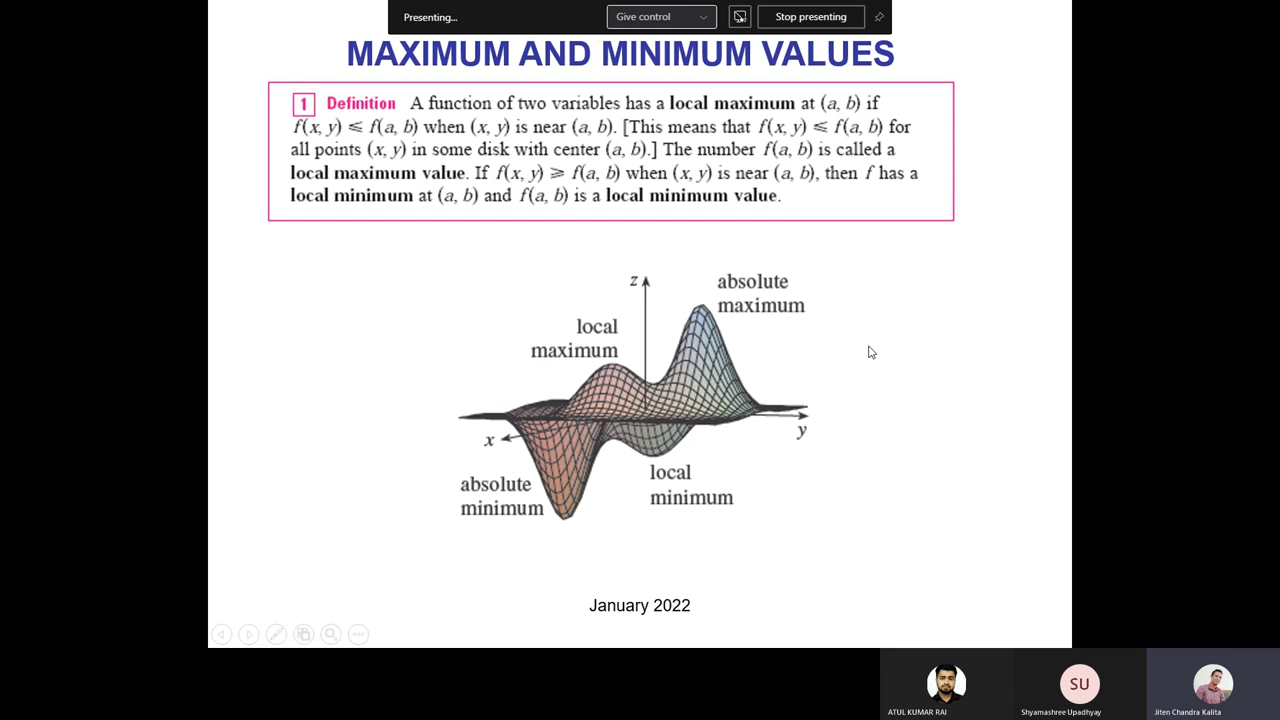 Presenting...
Give control
Stop presenting
MAXIMUM AND MINIMUM VALUES
1 Definition A function of two variables has a local maximum at (a, b) if
f(x, y) ⩽ f(a, b) when (x, y) is near (a, b). [This means that f(x, y) ⩽ f(a, b) for
all points (x, y) in some disk with center (a, b).] The number f(a, b) is called a
local maximum value. If f(x, y) ⩾ f(a, b) when (x, y) is near (a, b), then f has a
local minimum at (a, b) and f(a, b) is a local minimum value.
z
absolute
maximum
local
maximum
x
y
absolute
minimum
local
minimum
January 2022
SU
ATUL KUMAR RAI
Shyamashree Upadhyay
Jiten Chandra Kalita